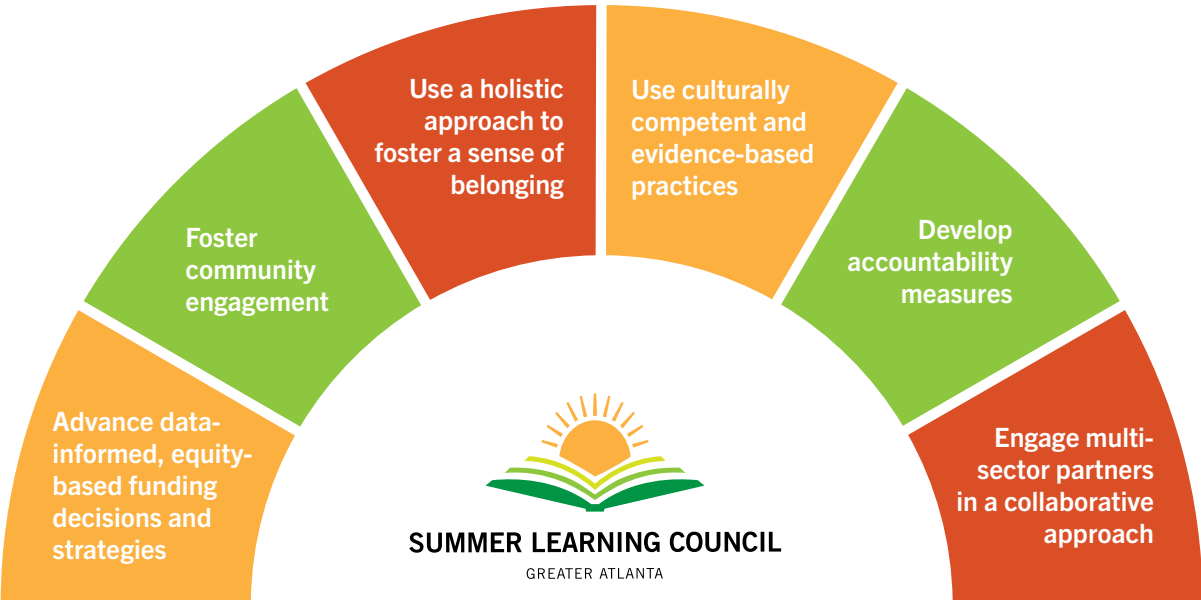 Advance data-
informed, equity-
based funding
decisions and
strategies
Foster
community
engagement
Use a holistic
approach to
foster a sense of
belonging
Use culturally
competent and
evidence-based
practices
Develop
accountability
measures
Engage multi-
sector partners
in a collaborative
approach
SUMMER LEARNING COUNCIL
GREATER ATLANTA